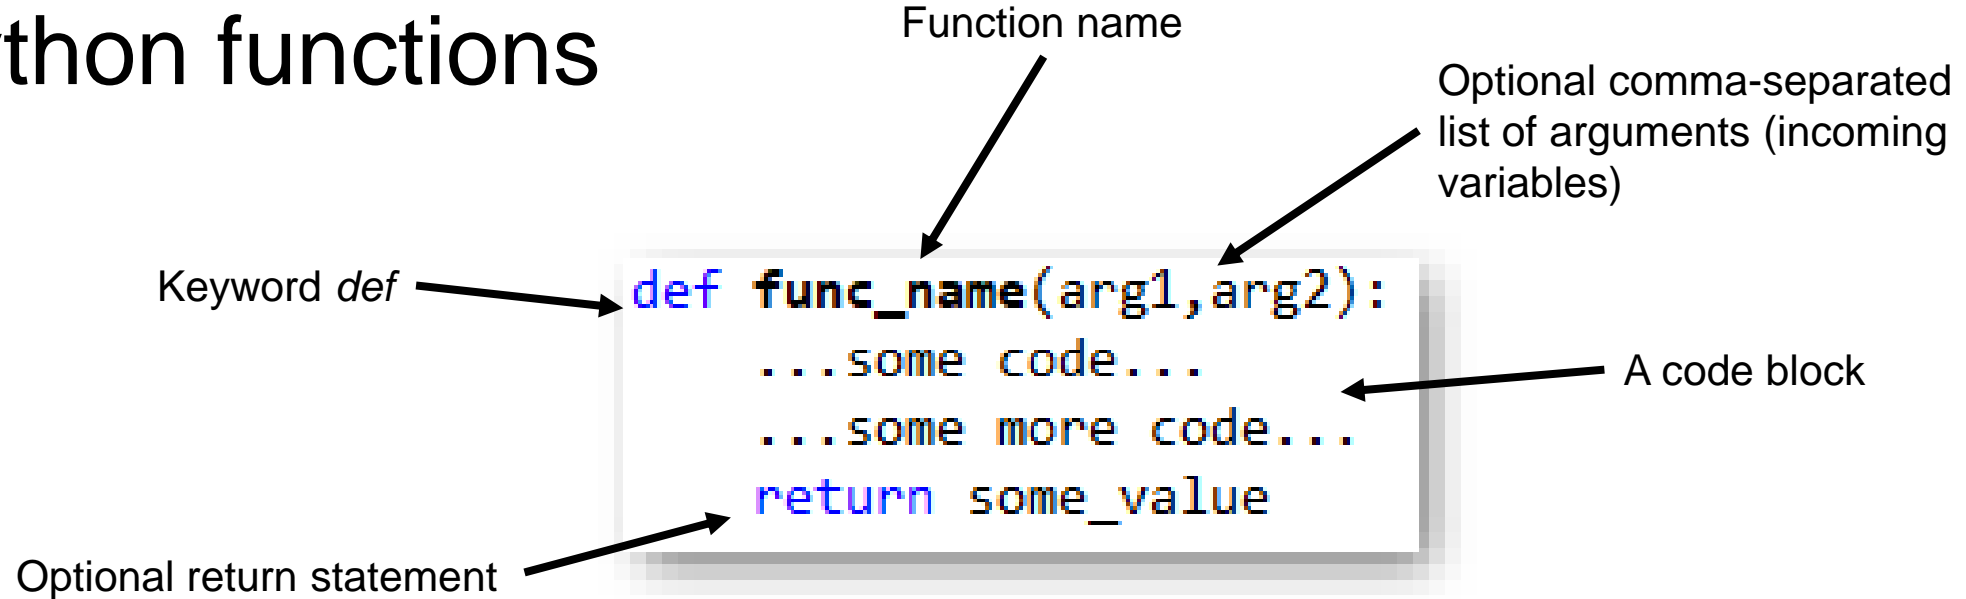 thon functions
Function name
Optional comma-separated
list of arguments (incoming
variables)
Keyword def
def func_name(arg1,arg2):
...some code...
...some more code...
return some_value
A code block
Optional return statement